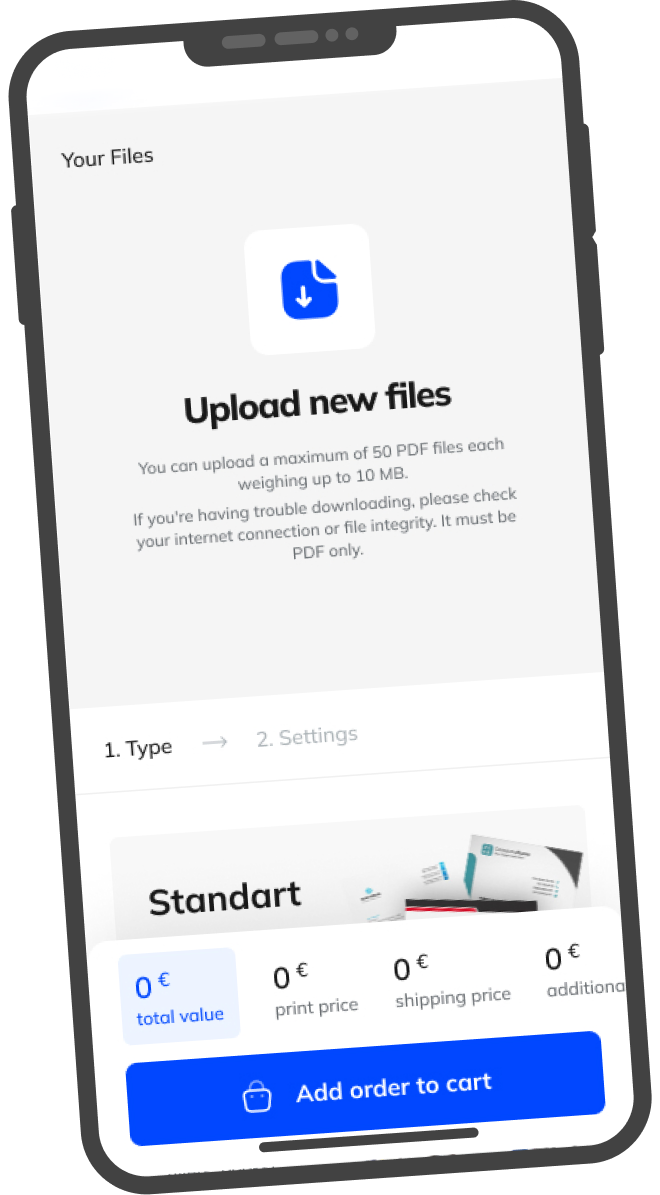 Your Files
Upload new files
You can upload a maximum of 50 PDF files each
weighing up to 10 MB.
If you're having trouble downloading, please check
your internet connection or file integrity. It must be
PDF only.
1. Type → 2. Settings
Standart
0 € 0 € 0 € 0 €
total value print price shipping price additiona
Add order to cart